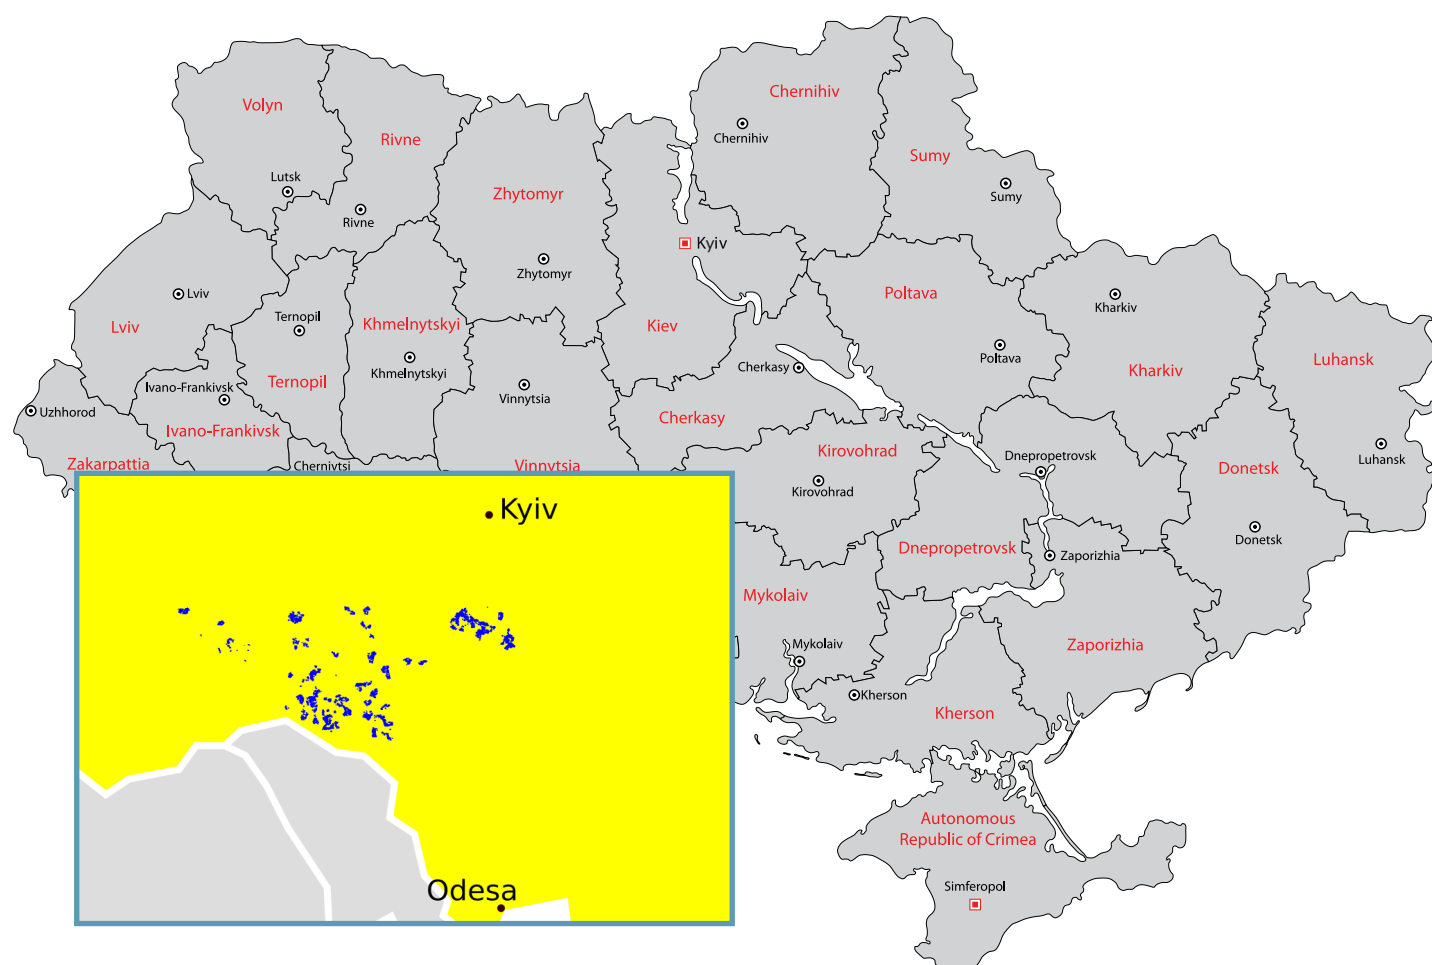 Chernihiv
Volyn
Chernihiv
Rivne
Sumy
Lutsk
Sumy
Zhytomyr
Rivne
Kyiv
Zhytomyr
Lviv
Poltava
Kharkiv
Ternopil
Khmelnytskyi
Kiev
Lviv
Poltava
Luhansk
Cherkasy
Kharkiv
Khmelnytskyi
Ternopil
Ivano-Frankivsk
Vinnytsia
Uzhhorod
Cherkasy
Ivano-Frankivsk
Kirovohrad
Dnepropetrovsk
Luhansk
Zakarpattia
Chernivtsi
Vinnytsia
Donetsk
Kirovohrad
Kyiv
Donetsk
Dnepropetrovsk
Zaporizhia
Mykolaiv
Mykolaiv
Zaporizhia
Kherson
Kherson
Autonomous
Republic of Crimea
Simferopol
Odesa